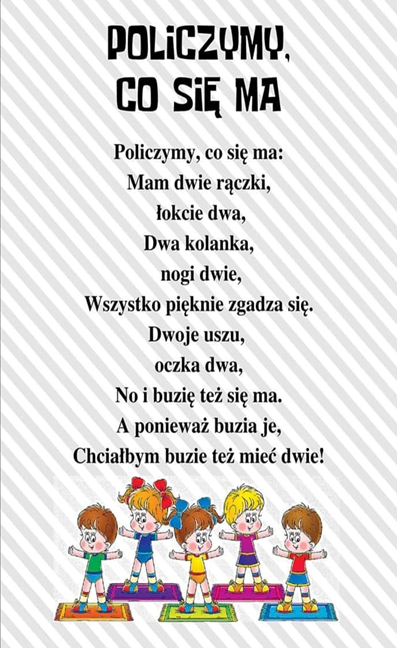 POLICZYMY,
CO SIĘ MA
Policzymy, co się ma:
Mam dwie rączki,
łokcie dwa,
Dwa kolanka,
nogi dwie,
Wszystko pięknie zgadza się.
Dwoje uszu,
oczka dwa,
No i buzię też się ma.
A ponieważ buzia je,
Chciałbym buzie też mieć dwie!